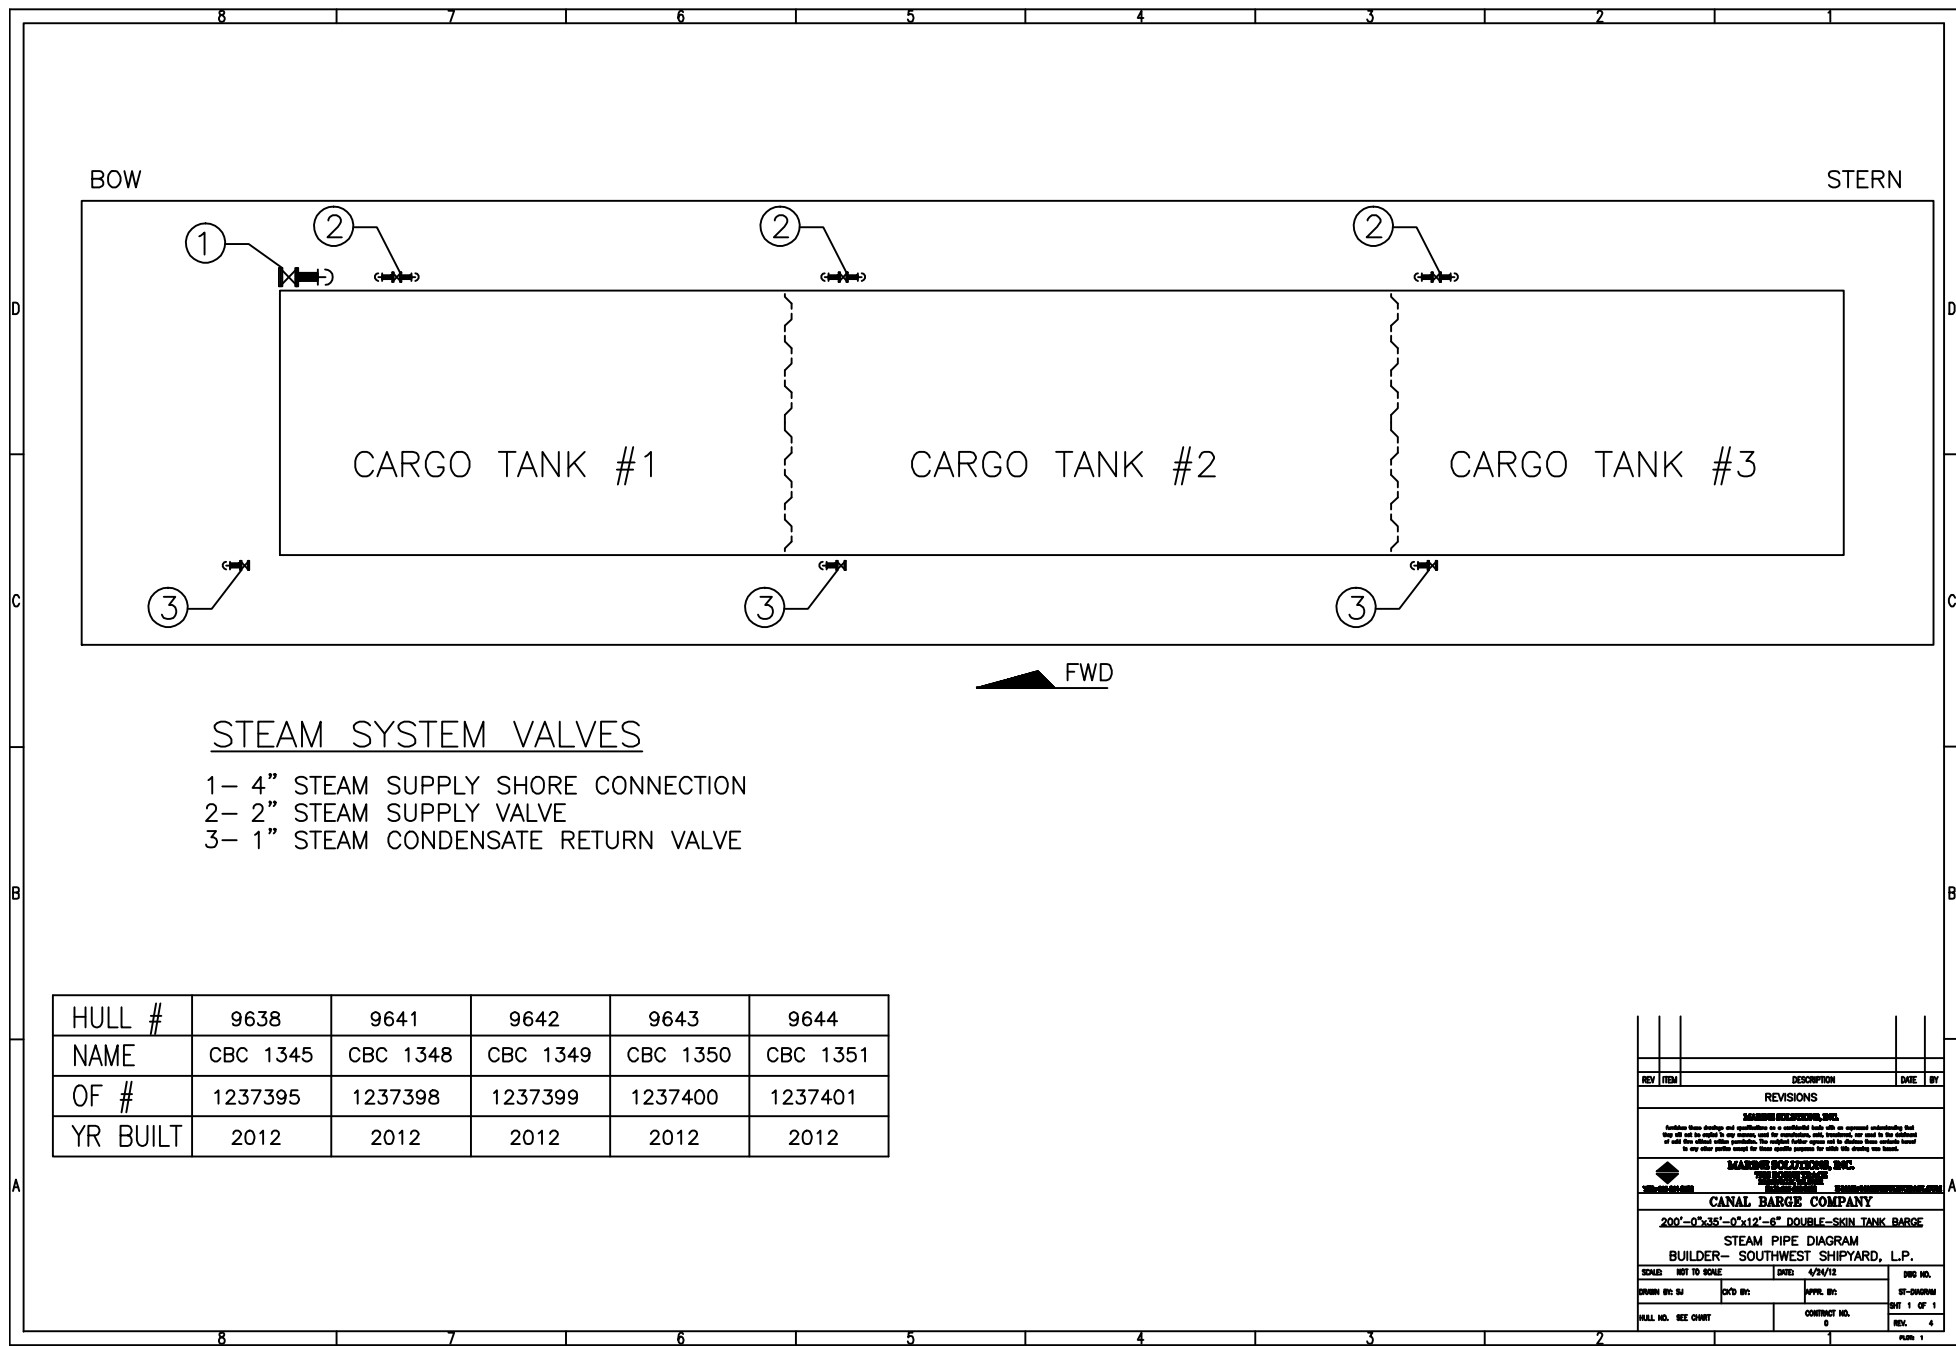 8 7 6 5 4 3 2 1
BOW
STERN
1 2 2 2
D D
CARGO TANK #1 CARGO TANK #2 CARGO TANK #3
3 3 3
C C
FWD
STEAM SYSTEM VALVES
1– 4” STEAM SUPPLY SHORE CONNECTION
2– 2” STEAM SUPPLY VALVE
3– 1” STEAM CONDENSATE RETURN VALVE
B B
HULL # 9638 9641 9642 9643 9644
NAME CBC 1345 CBC 1348 CBC 1349 CBC 1350 CBC 1351
OF # 1237395 1237398 1237399 1237400 1237401
YR BUILT 2012 2012 2012 2012 2012
REV ITEM DESCRIPTION DATE BY
REVISIONS
MARINE SOLUTIONS, INC.
MARINE SOLUTIONS, INC.
A A
CANAL BARGE COMPANY
200'–0"x35'–0"x12'–6" DOUBLE–SKIN TANK BARGE
STEAM PIPE DIAGRAM
BUILDER– SOUTHWEST SHIPYARD, L.P.
SCALE: NOT TO SCALE DATE: 4/24/12 DWG NO.
DRAWN BY: SJ CK'D BY: APPR. BY: ST–DIAGRAM
SHT 1 OF 1
HULL NO. SEE CHART CONTRACT NO.
0
REV. 4
8 7 6 5 4 3 2 1